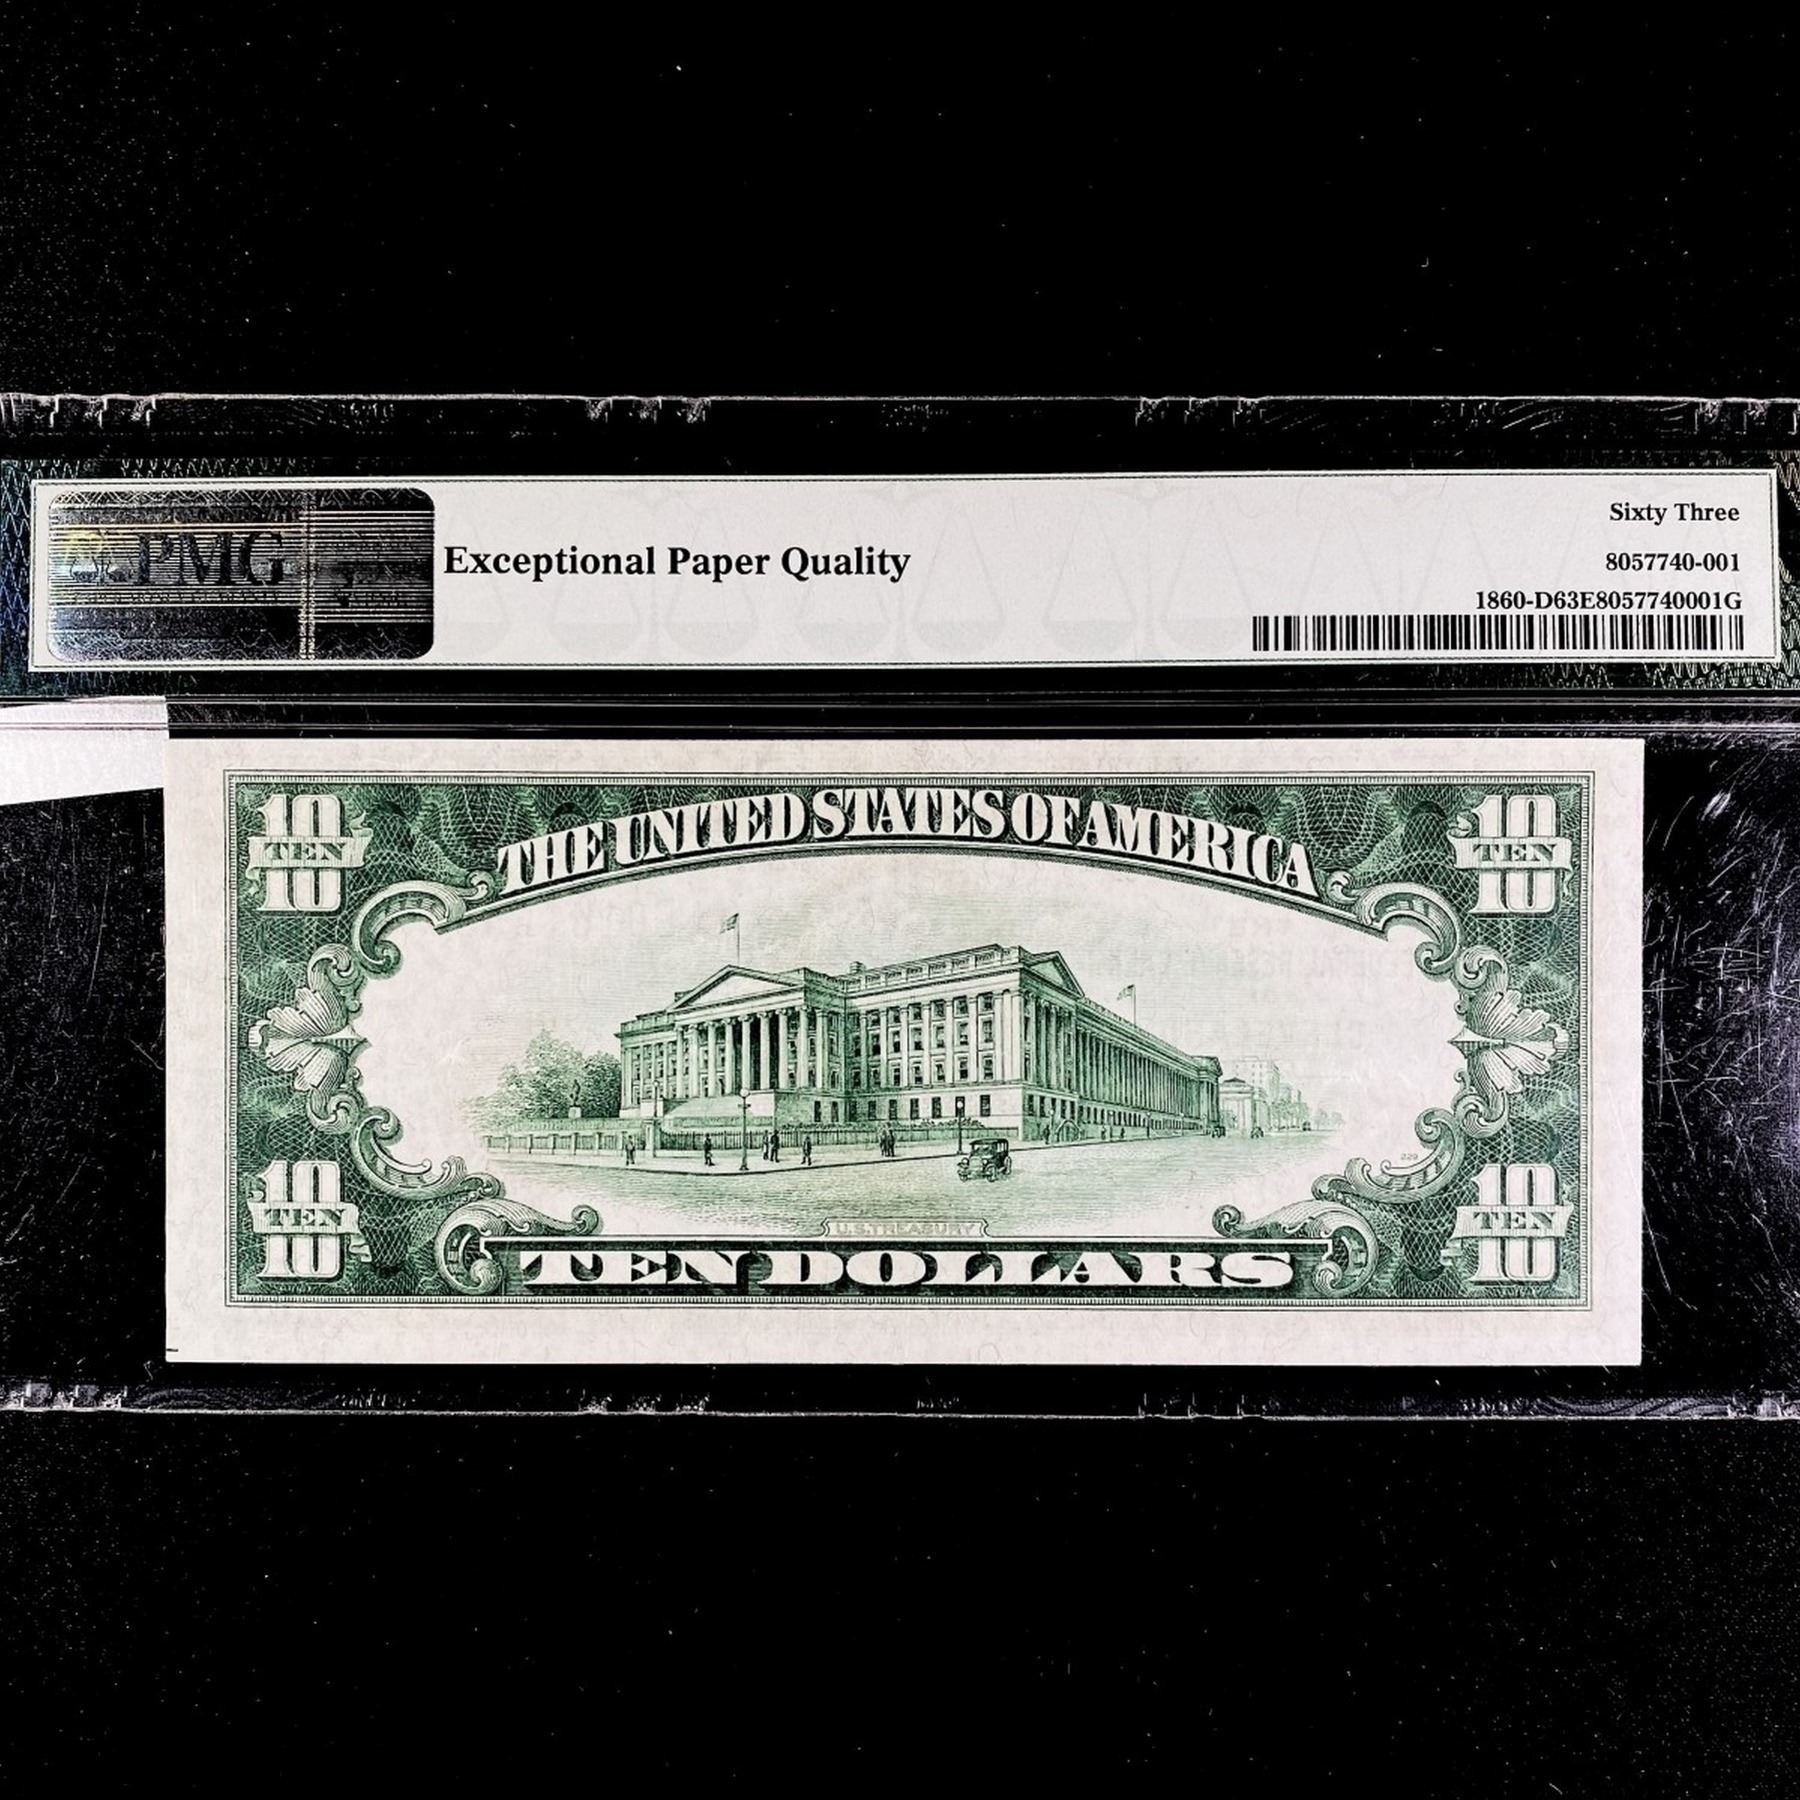 PMG
Exceptional Paper Quality
Sixty Three
8057740-001
1860-D63E8057740001G
THE UNITED STATES OF AMERICA
10
TEN
10
10
TEN
10
229
10
TEN
10
10
TEN
10
U.S. TREASURY
TEN DOLLARS